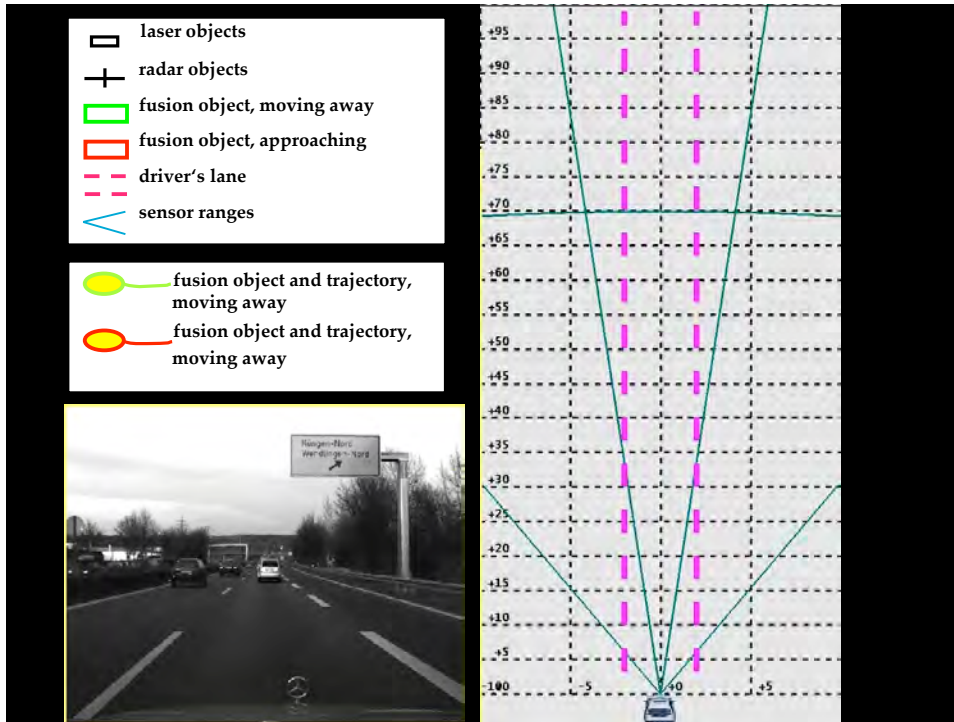 laser objects
radar objects
fusion object, moving away
fusion object, approaching
driver‘s lane
sensor ranges
fusion object and trajectory,
moving away
fusion object and trajectory,
moving away
Wendlingen-Nord
+95
+90
+85
+80
+75
+70
+65
+60
+55
+50
+45
+40
+35
+30
+25
+20
+15
+10
+5
-100
-5
+0
+5